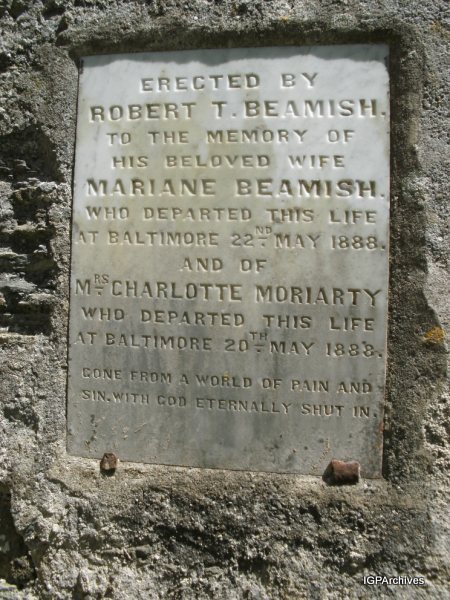 ERECTED BY
ROBERT T. BEAMISH.
TO THE MEMORY OF
HIS BELOVED WIFE
MARIANE BEAMISH.
WHO DEPARTED THIS LIFE
AT BALTIMORE 22ND MAY 1888.
AND OF
MRS CHARLOTTE MORIARTY
WHO DEPARTED THIS LIFE
AT BALTIMORE 20TH MAY 1888.
GONE FROM A WORLD OF PAIN AND
SIN, WITH GOD ETERNALLY SHUT IN.
IGPArchives